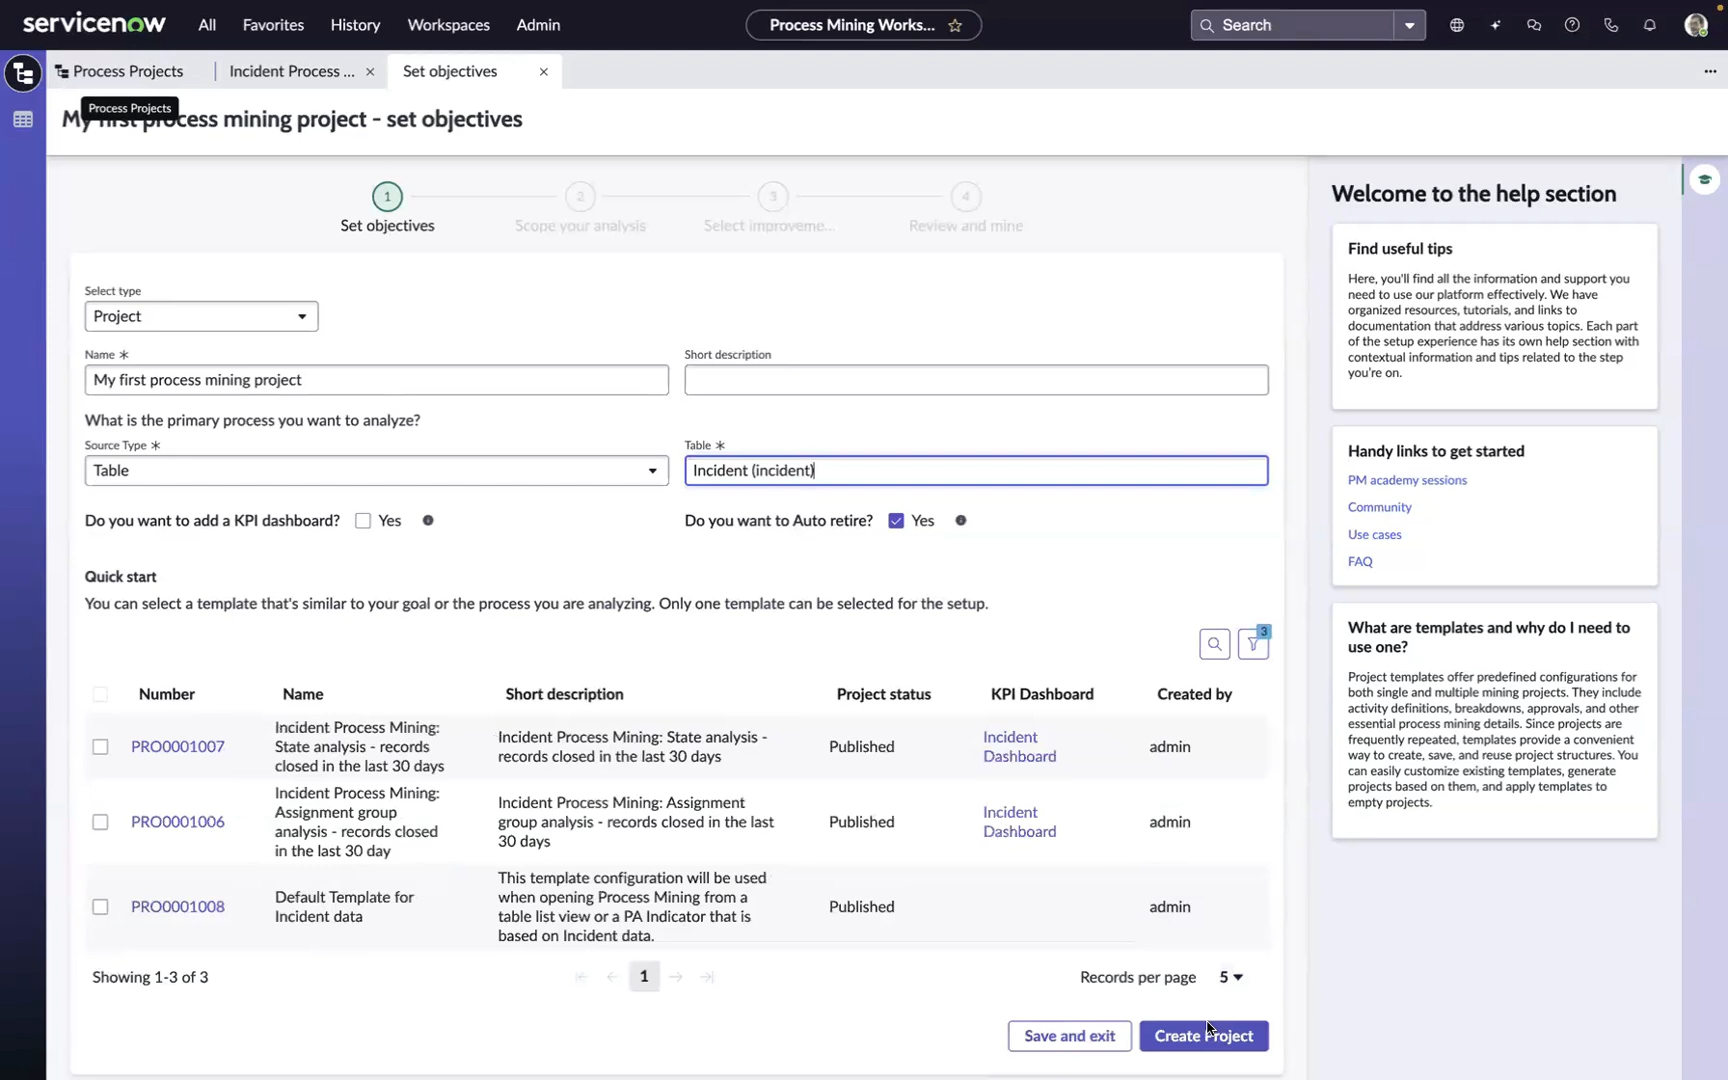 servicenow
All
Favorites
History
Workspaces
Admin
Process Mining Works...
Search
Process Projects
Incident Process ...
Set objectives
Process Projects
My first process mining project - set objectives
1
2
3
4
Set objectives
Scope your analysis
Select improveme...
Review and mine
Select type
Project
Name *
My first process mining project
Short description
What is the primary process you want to analyze?
Source Type *
Table
Table *
Incident (incident)
Do you want to add a KPI dashboard?
Yes
Do you want to Auto retire?
Yes
Quick start
You can select a template that's similar to your goal or the process you are analyzing. Only one template can be selected for the setup.
3
Number
Name
Short description
Project status
KPI Dashboard
Created by
PRO0001007
Incident Process Mining:
State analysis - records
closed in the last 30 days
Incident Process Mining: State analysis -
records closed in the last 30 days
Published
Incident
Dashboard
admin
PRO0001006
Incident Process Mining:
Assignment group
analysis - records closed
in the last 30 day
Incident Process Mining: Assignment
group analysis - records closed in the last
30 days
Published
Incident
Dashboard
admin
PRO0001008
Default Template for
Incident data
This template configuration will be used
when opening Process Mining from a
table list view or a PA Indicator that is
based on Incident data.
Published
admin
Showing 1-3 of 3
1
Records per page
5
Save and exit
Create Project
Welcome to the help section
Find useful tips
Here, you'll find all the information and support you
need to use our platform effectively. We have
organized resources, tutorials, and links to
documentation that address various topics. Each part
of the setup experience has its own help section with
contextual information and tips related to the step
you're on.
Handy links to get started
PM academy sessions
Community
Use cases
FAQ
What are templates and why do I need to
use one?
Project templates offer predefined configurations for
both single and multiple mining projects. They include
activity definitions, breakdowns, approvals, and other
essential process mining details. Since projects are
frequently repeated, templates provide a convenient
way to create, save, and reuse project structures. You
can easily customize existing templates, generate
projects based on them, and apply templates to
empty projects.